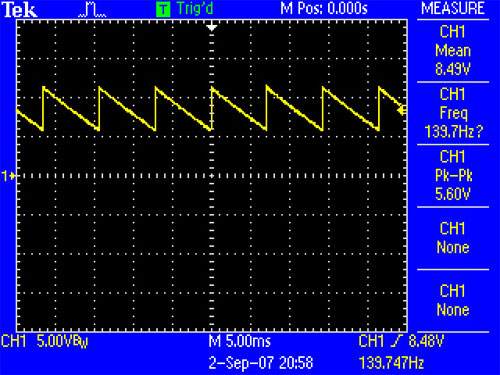 Tek T Trig'd M Pos: 0.000s MEASURE
CH1
Mean
8.49V
CH1
Freq
139.7Hz?
CH1
Pk-Pk
5.60V
1
CH1
None
CH1
None
CH1 5.00VBW M 5.00ms CH1 8.48V
2-Sep-07 20:58 139.747Hz